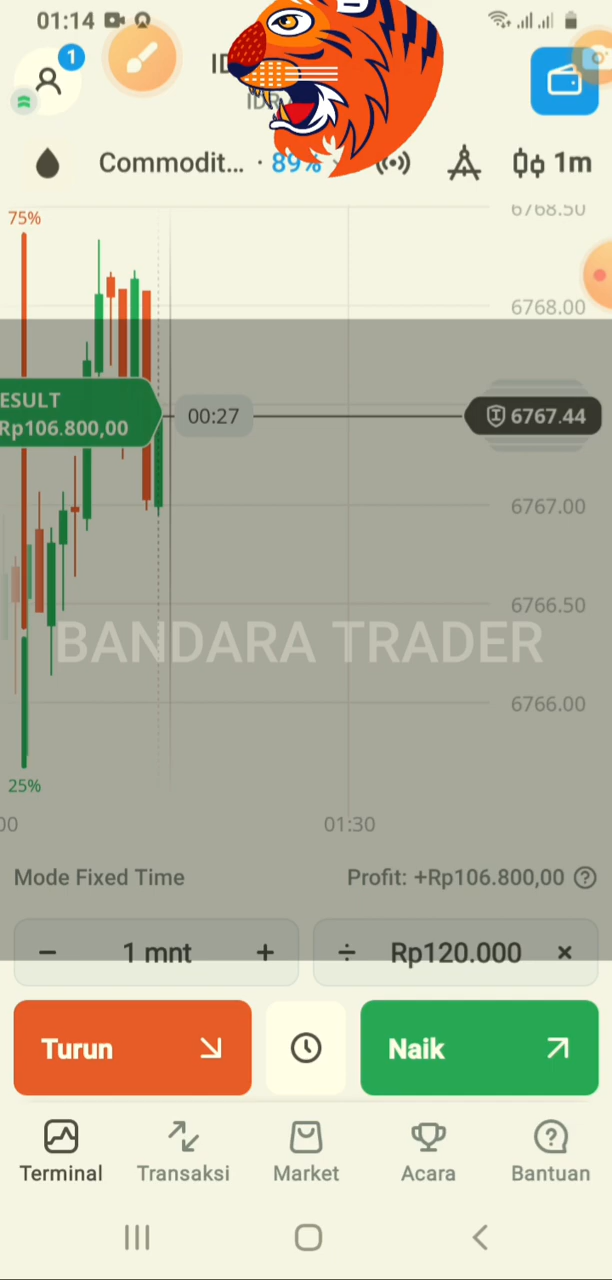 01:14
1
Commodit... · 89%
1m
75%
6768.50
6768.00
ESULT
Rp106.800,00
00:27
6767.44
6767.00
6766.50
BANDARA TRADER
6766.00
25%
00
01:30
Mode Fixed Time
Profit: +Rp106.800,00 ?
− 1 mnt +
÷ Rp120.000 ×
Turun
Naik
Terminal
Transaksi
Market
Acara
Bantuan